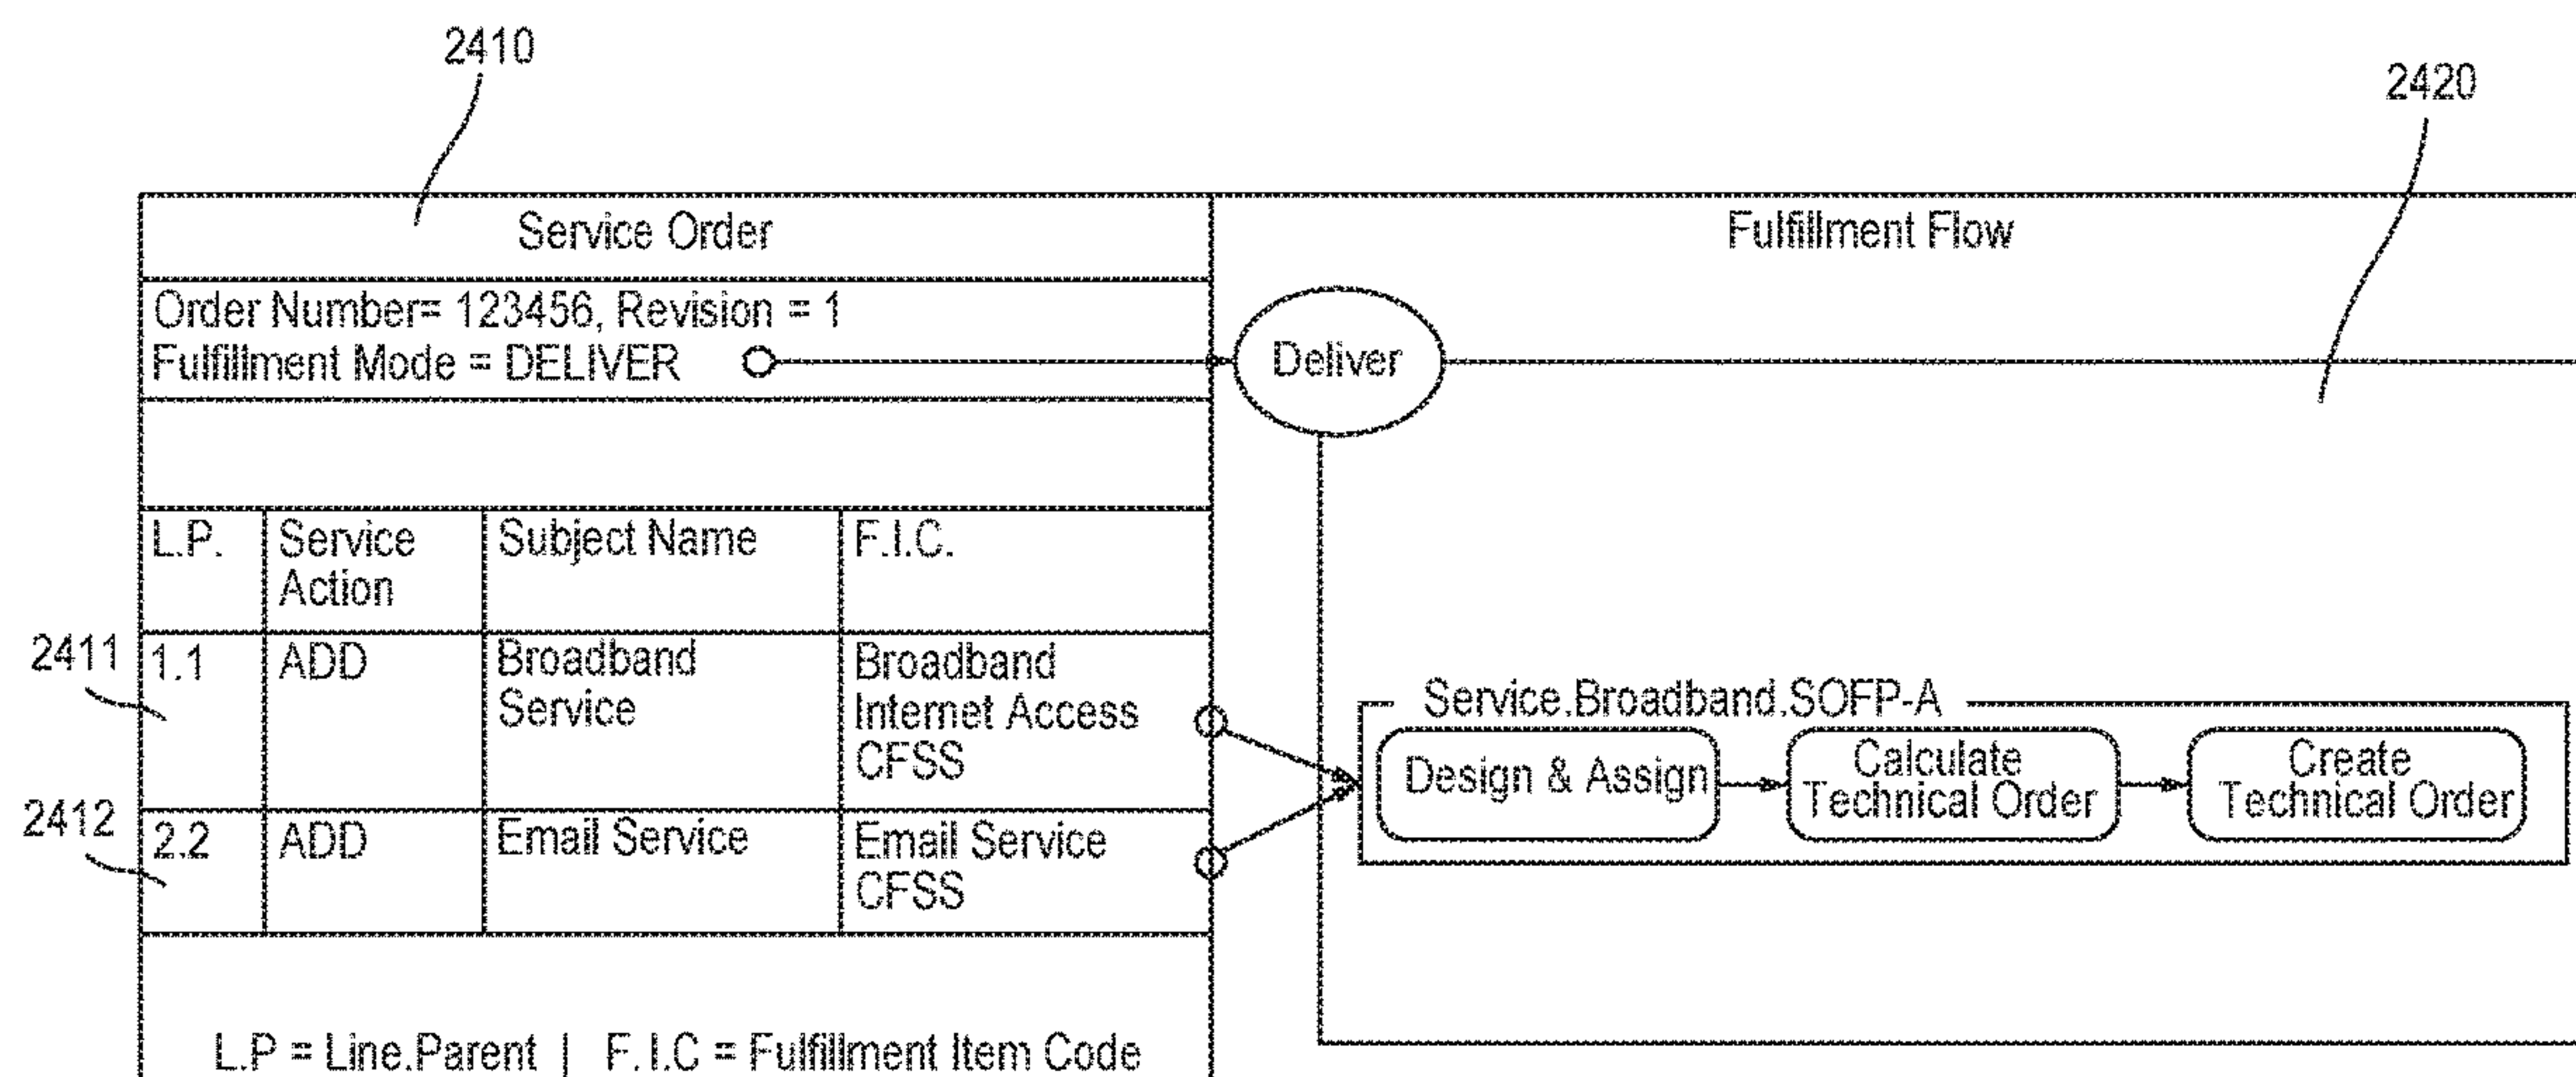 2410
2420
Service Order
Fulfillment Flow
Order Number= 123456, Revision = 1
Fulfillment Mode = DELIVER
Deliver
L.P.
Service
Action
Subject Name
F.I.C.
2411
1.1
ADD
Broadband
Service
Broadband
Internet Access
CFSS
Service.Broadband.SOFP-A
Design & Assign
Calculate
Technical Order
Create
Technical Order
2412
2.2
ADD
Email Service
Email Service
CFSS
L.P = Line.Parent | F.I.C = Fulfillment Item Code